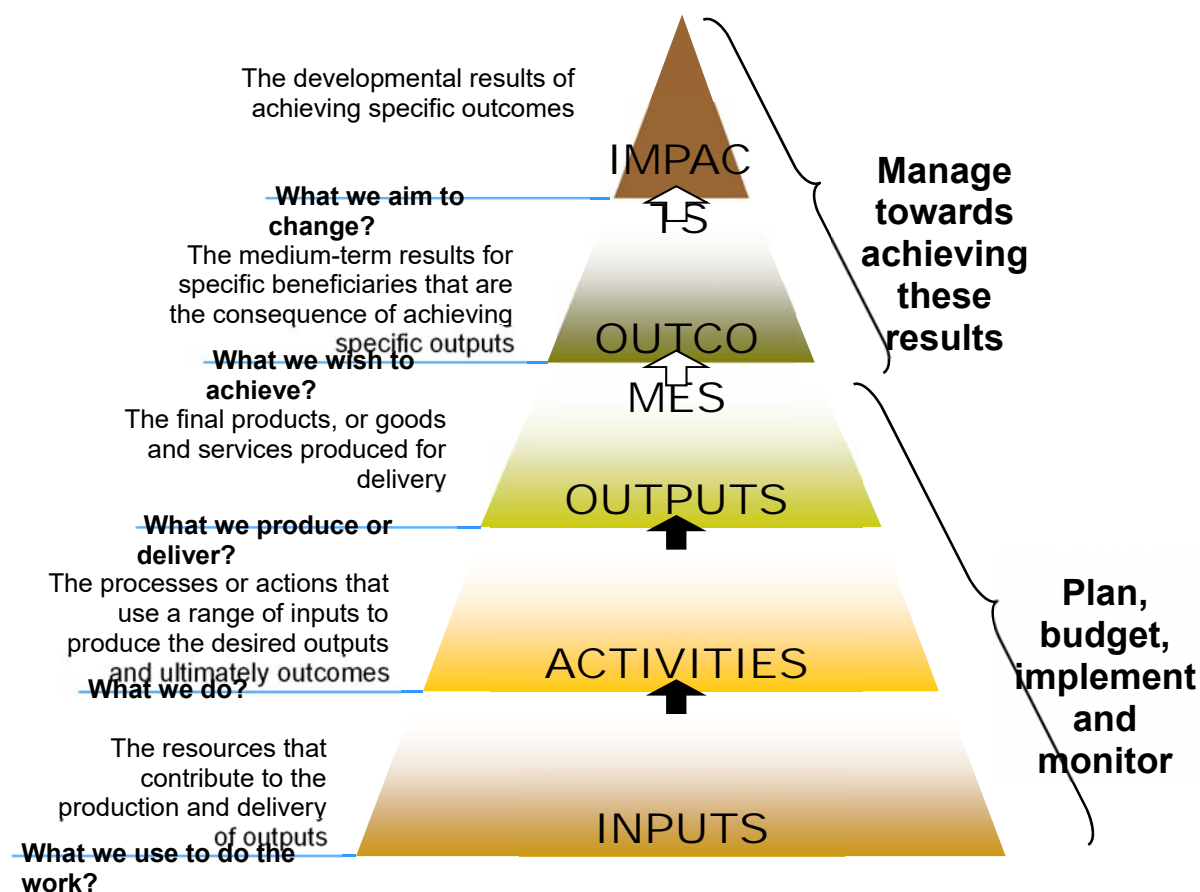 The developmental results of
achieving specific outcomes
IMPAC
TS
What we aim to
change?
The medium-term results for
specific beneficiaries that are
the consequence of achieving
specific outputs
OUTCO
MES
What we wish to
achieve?
The final products, or goods
and services produced for
delivery
OUTPUTS
What we produce or
deliver?
The processes or actions that
use a range of inputs to
produce the desired outputs
and ultimately outcomes
ACTIVITIES
What we do?
The resources that
contribute to the
production and delivery
of outputs
INPUTS
What we use to do the
work?
Manage
towards
achieving
these
results
Plan,
budget,
implement
and
monitor